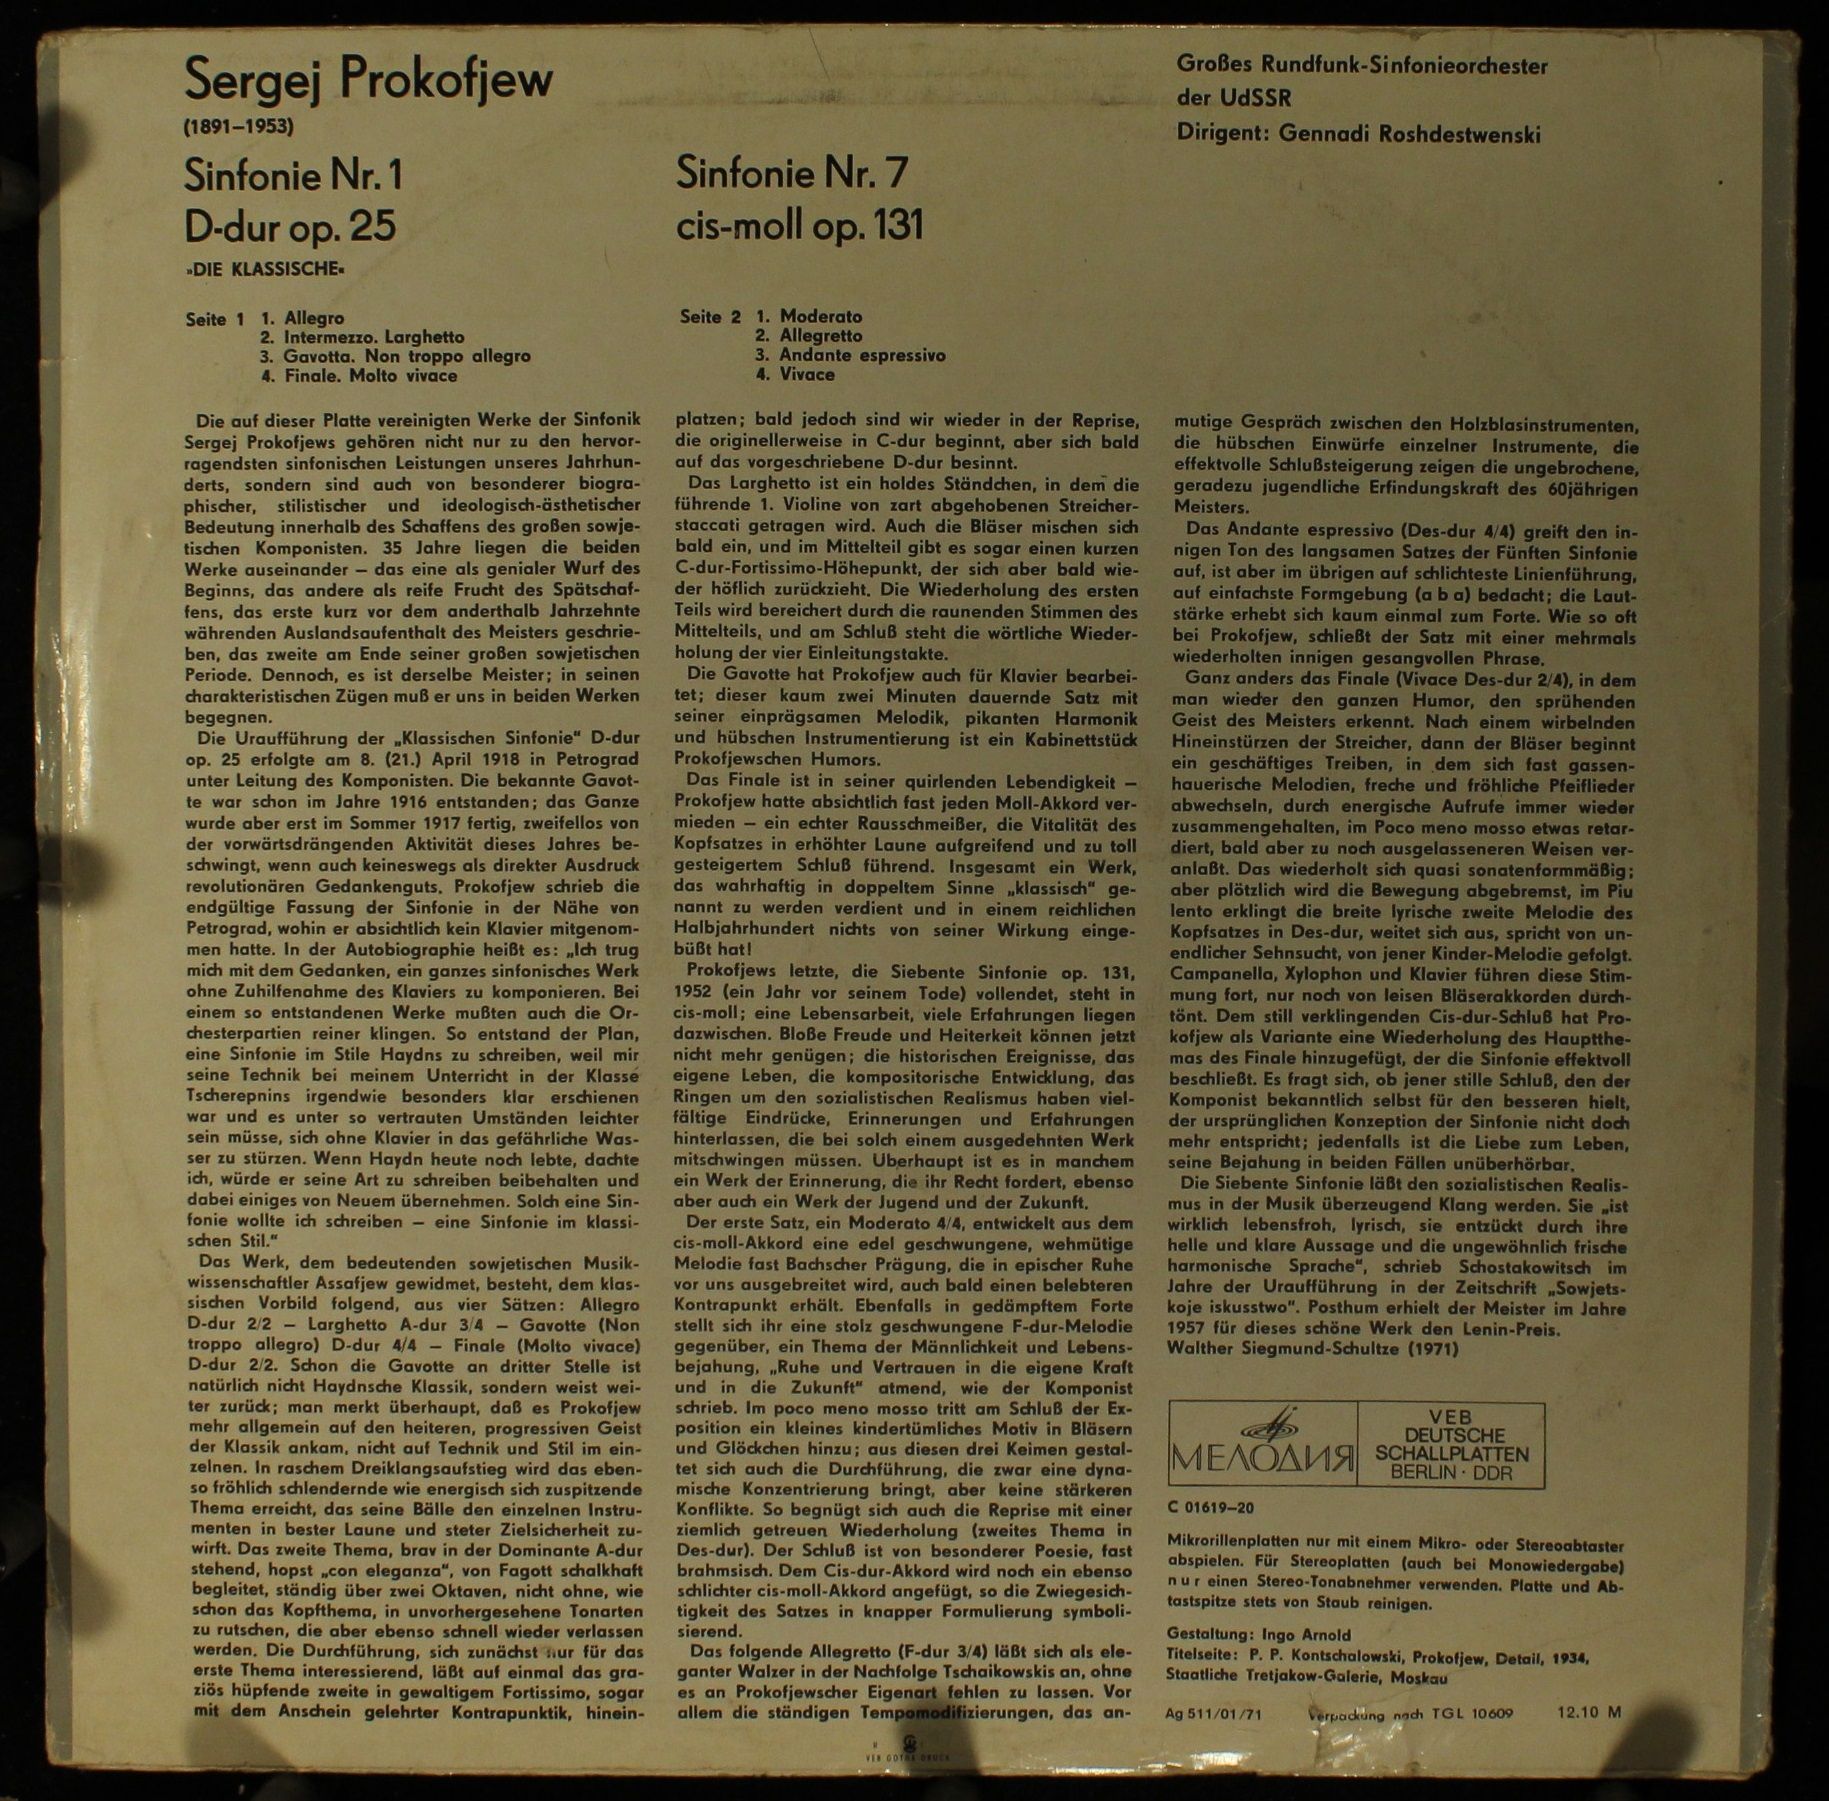 Sergej Prokofjew
(1891–1953)
Sinfonie Nr. 1
D-dur op. 25
»DIE KLASSISCHE«
Seite 1 1. Allegro
2. Intermezzo. Larghetto
3. Gavotta. Non troppo allegro
4. Finale. Molto vivace
Sinfonie Nr. 7
cis-moll op. 131
Seite 2 1. Moderato
2. Allegretto
3. Andante espressivo
4. Vivace
Großes Rundfunk-Sinfonieorchester
der UdSSR
Dirigent: Gennadi Roshdestwenski
Die auf dieser Platte vereinigten Werke der Sinfonik
Sergej Prokofjews gehören nicht nur zu den hervor-
ragendsten sinfonischen Leistungen unseres Jahrhun-
derts, sondern sind auch von besonderer biogra-
phischer, stilistischer und ideologisch-ästhetischer
Bedeutung innerhalb des Schaffens des großen sowje-
tischen Komponisten. 35 Jahre liegen die beiden
Werke auseinander – das eine als genialer Wurf des
Beginns, das andere als reife Frucht des Spätschaf-
fens, das erste kurz vor dem anderthalb Jahrzehnte
währenden Auslandsaufenthalt des Meisters geschrie-
ben, das zweite am Ende seiner großen sowjetischen
Periode. Dennoch, es ist derselbe Meister; in seinen
charakteristischen Zügen muß er uns in beiden Werken
begegnen.
Die Uraufführung der „Klassischen Sinfonie“ D-dur
op. 25 erfolgte am 8. (21.) April 1918 in Petrograd
unter Leitung des Komponisten. Die bekannte Gavot-
te war schon im Jahre 1916 entstanden; das Ganze
wurde aber erst im Sommer 1917 fertig, zweifellos von
der vorwärtsdrängenden Aktivität dieses Jahres be-
schwingt, wenn auch keineswegs als direkter Ausdruck
revolutionären Gedankenguts. Prokofjew schrieb die
endgültige Fassung der Sinfonie in der Nähe von
Petrograd, wohin er absichtlich kein Klavier mitgenom-
men hatte. In der Autobiographie heißt es: „Ich trug
mich mit dem Gedanken, ein ganzes sinfonisches Werk
ohne Zuhilfenahme des Klaviers zu komponieren. Bei
einem so entstandenen Werke mußten auch die Or-
chesterpartien reiner klingen. So entstand der Plan,
eine Sinfonie im Stile Haydns zu schreiben, weil mir
seine Technik bei meinem Unterricht in der Klasse
Tscherepnins irgendwie besonders klar erschienen
war und es unter so vertrauten Umständen leichter
sein müsse, sich ohne Klavier in das gefährliche Was-
ser zu stürzen. Wenn Haydn heute noch lebte, dachte
ich, würde er seine Art zu schreiben beibehalten und
dabei einiges von Neuem übernehmen. Solch eine Sin-
fonie wollte ich schreiben – eine Sinfonie im klassi-
schen Stil.“
Das Werk, dem bedeutenden sowjetischen Musik-
wissenschaftler Assafjew gewidmet, besteht, dem klas-
sischen Vorbild folgend, aus vier Sätzen: Allegro
D-dur 2/2 – Larghetto A-dur 3/4 – Gavotte (Non
troppo allegro) D-dur 4/4 – Finale (Molto vivace)
D-dur 2/2. Schon die Gavotte an dritter Stelle ist
natürlich nicht Haydnsche Klassik, sondern weist wei-
ter zurück; man merkt überhaupt, daß es Prokofjew
mehr allgemein auf den heiteren, progressiven Geist
der Klassik ankam, nicht auf Technik und Stil im ein-
zelnen. In raschem Dreiklangsaufstieg wird das eben-
so fröhlich schlendernde wie energisch sich zuspitzende
Thema erreicht, das seine Bälle den einzelnen Instru-
menten in bester Laune und steter Zielsicherheit zu-
wirft. Das zweite Thema, brav in der Dominante A-dur
stehend, hopst „con eleganza“, von Fagott schalkhaft
begleitet, ständig über zwei Oktaven, nicht ohne, wie
schon das Kopfthema, in unvorhergesehene Tonarten
zu rutschen, die aber ebenso schnell wieder verlassen
werden. Die Durchführung, sich zunächst nur für das
erste Thema interessierend, läßt auf einmal das gra-
ziös hüpfende zweite in gewaltigem Fortissimo, sogar
mit dem Anschein gelehrter Kontrapunktik, hinein-
platzen; bald jedoch sind wir wieder in der Reprise,
die originellerweise in C-dur beginnt, aber sich bald
auf das vorgeschriebene D-dur besinnt.
Das Larghetto ist ein holdes Ständchen, in dem die
führende 1. Violine von zart abgehobenen Streicher-
staccati getragen wird. Auch die Bläser mischen sich
bald ein, und im Mittelteil gibt es sogar einen kurzen
C-dur-Fortissimo-Höhepunkt, der sich aber bald wie-
der höflich zurückzieht. Die Wiederholung des ersten
Teils wird bereichert durch die raunenden Stimmen des
Mittelteils, und am Schluß steht die wörtliche Wieder-
holung der vier Einleitungstakte.
Die Gavotte hat Prokofjew auch für Klavier bearbei-
tet; dieser kaum zwei Minuten dauernde Satz mit
seiner einprägsamen Melodik, pikanten Harmonik
und hübschen Instrumentierung ist ein Kabinettstück
Prokofjewschen Humors.
Das Finale ist in seiner quirlenden Lebendigkeit –
Prokofjew hatte absichtlich fast jeden Moll-Akkord ver-
mieden – ein echter Rausschmeißer, die Vitalität des
Kopfsatzes in erhöhter Laune aufgreifend und zu toll
gesteigertem Schluß führend. Insgesamt ein Werk,
das wahrhaftig in doppeltem Sinne „klassisch“ ge-
nannt zu werden verdient und in einem reichlichen
Halbjahrhundert nichts von seiner Wirkung einge-
büßt hat!
Prokofjews letzte, die Siebente Sinfonie op. 131,
1952 (ein Jahr vor seinem Tode) vollendet, steht in
cis-moll; eine Lebensarbeit, viele Erfahrungen liegen
dazwischen. Bloße Freude und Heiterkeit können jetzt
nicht mehr genügen; die historischen Ereignisse, das
eigene Leben, die kompositorische Entwicklung, das
Ringen um den sozialistischen Realismus haben viel-
fältige Eindrücke, Erinnerungen und Erfahrungen
hinterlassen, die bei solch einem ausgedehnten Werk
mitschwingen müssen. Überhaupt ist es in manchem
ein Werk der Erinnerung, die ihr Recht fordert, ebenso
aber auch ein Werk der Jugend und der Zukunft.
Der erste Satz, ein Moderato 4/4, entwickelt aus dem
cis-moll-Akkord eine edel geschwungene, wehmütige
Melodie fast Bachscher Prägung, die in epischer Ruhe
vor uns ausgebreitet wird, auch bald einen belebteren
Kontrapunkt erhält. Ebenfalls in gedämpftem Forte
stellt sich ihr eine stolz geschwungene F-dur-Melodie
gegenüber, ein Thema der Männlichkeit und Lebens-
bejahung, „Ruhe und Vertrauen in die eigene Kraft
und in die Zukunft“ atmend, wie der Komponist
schrieb. Im poco meno mosso tritt am Schluß der Ex-
position ein kleines kindertümliches Motiv in Bläsern
und Glöckchen hinzu; aus diesen drei Keimen gestal-
tet sich auch die Durchführung, die zwar eine dyna-
mische Konzentrierung bringt, aber keine stärkeren
Konflikte. So begnügt sich auch die Reprise mit einer
ziemlich getreuen Wiederholung (zweites Thema in
Des-dur). Der Schluß ist von besonderer Poesie, fast
brahmsisch. Dem Cis-dur-Akkord wird noch ein ebenso
schlichter cis-moll-Akkord angefügt, so die Zwiegesich-
tigkeit des Satzes in knapper Formulierung symboli-
sierend.
Das folgende Allegretto (F-dur 3/4) läßt sich als ele-
ganter Walzer in der Nachfolge Tschaikowskis an, ohne
es an Prokofjewscher Eigenart fehlen zu lassen. Vor
allem die ständigen Tempomodifizierungen, das an-
mutige Gespräch zwischen den Holzblasinstrumenten,
die hübschen Einwürfe einzelner Instrumente, die
effektvolle Schlußsteigerung zeigen die ungebrochene,
geradezu jugendliche Erfindungskraft des 60jährigen
Meisters.
Das Andante espressivo (Des-dur 4/4) greift den in-
nigen Ton des langsamen Satzes der Fünften Sinfonie
auf, ist aber im übrigen auf schlichteste Linienführung,
auf einfachste Formgebung (a b a) bedacht; die Laut-
stärke erhebt sich kaum einmal zum Forte. Wie so oft
bei Prokofjew, schließt der Satz mit einer mehrmals
wiederholten innigen gesangvollen Phrase.
Ganz anders das Finale (Vivace Des-dur 2/4), in dem
man wieder den ganzen Humor, den sprühenden
Geist des Meisters erkennt. Nach einem wirbelnden
Hineinstürzen der Streicher, dann der Bläser beginnt
ein geschäftiges Treiben, in dem sich fast gassen-
hauerische Melodien, freche und fröhliche Pfeiflieder
abwechseln, durch energische Aufrufe immer wieder
zusammengehalten, im Poco meno mosso etwas retar-
diert, bald aber zu noch ausgelasseneren Weisen ver-
anlaßt. Das wiederholt sich quasi sonatenformmäßig;
aber plötzlich wird die Bewegung abgebremst, im Piu
lento erklingt die breite lyrische zweite Melodie des
Kopfsatzes in Des-dur, weitet sich aus, spricht von un-
endlicher Sehnsucht, von jener Kinder-Melodie gefolgt.
Campanella, Xylophon und Klavier führen diese Stim-
mung fort, nur noch von leisen Bläserakkorden durch-
tönt. Dem still verklingenden Cis-dur-Schluß hat Pro-
kofjew als Variante eine Wiederholung des Hauptthe-
mas des Finale hinzugefügt, der die Sinfonie effektvoll
beschließt. Es fragt sich, ob jener stille Schluß, den der
Komponist bekanntlich selbst für den besseren hielt,
der ursprünglichen Konzeption der Sinfonie nicht doch
mehr entspricht; jedenfalls ist die Liebe zum Leben,
seine Bejahung in beiden Fällen unüberhörbar.
Die Siebente Sinfonie läßt den sozialistischen Realis-
mus in der Musik überzeugend Klang werden. Sie „ist
wirklich lebensfroh, lyrisch, sie entzückt durch ihre
helle und klare Aussage und die ungewöhnlich frische
harmonische Sprache“, schrieb Schostakowitsch im
Jahre der Uraufführung in der Zeitschrift „Sowjets-
koje iskusstwo“. Posthum erhielt der Meister im Jahre
1957 für dieses schöne Werk den Lenin-Preis.
Walther Siegmund-Schultze (1971)
МЕЛОДИЯ
VEB
DEUTSCHE
SCHALLPLATTEN
BERLIN · DDR
C 01619–20
Mikrorillenplatten nur mit einem Mikro- oder Stereoabtaster
abspielen. Für Stereoplatten (auch bei Monowiedergabe)
nur einen Stereo-Tonabnehmer verwenden. Platte und Ab-
tastspitze stets von Staub reinigen.
Gestaltung: Ingo Arnold
Titelseite: P. P. Kontschalowski, Prokofjew, Detail, 1934,
Staatliche Tretjakow-Galerie, Moskau
Ag 511/01/71 Verpackung nach TGL 10609 12.10 M
VEB GOTHA DRUCK